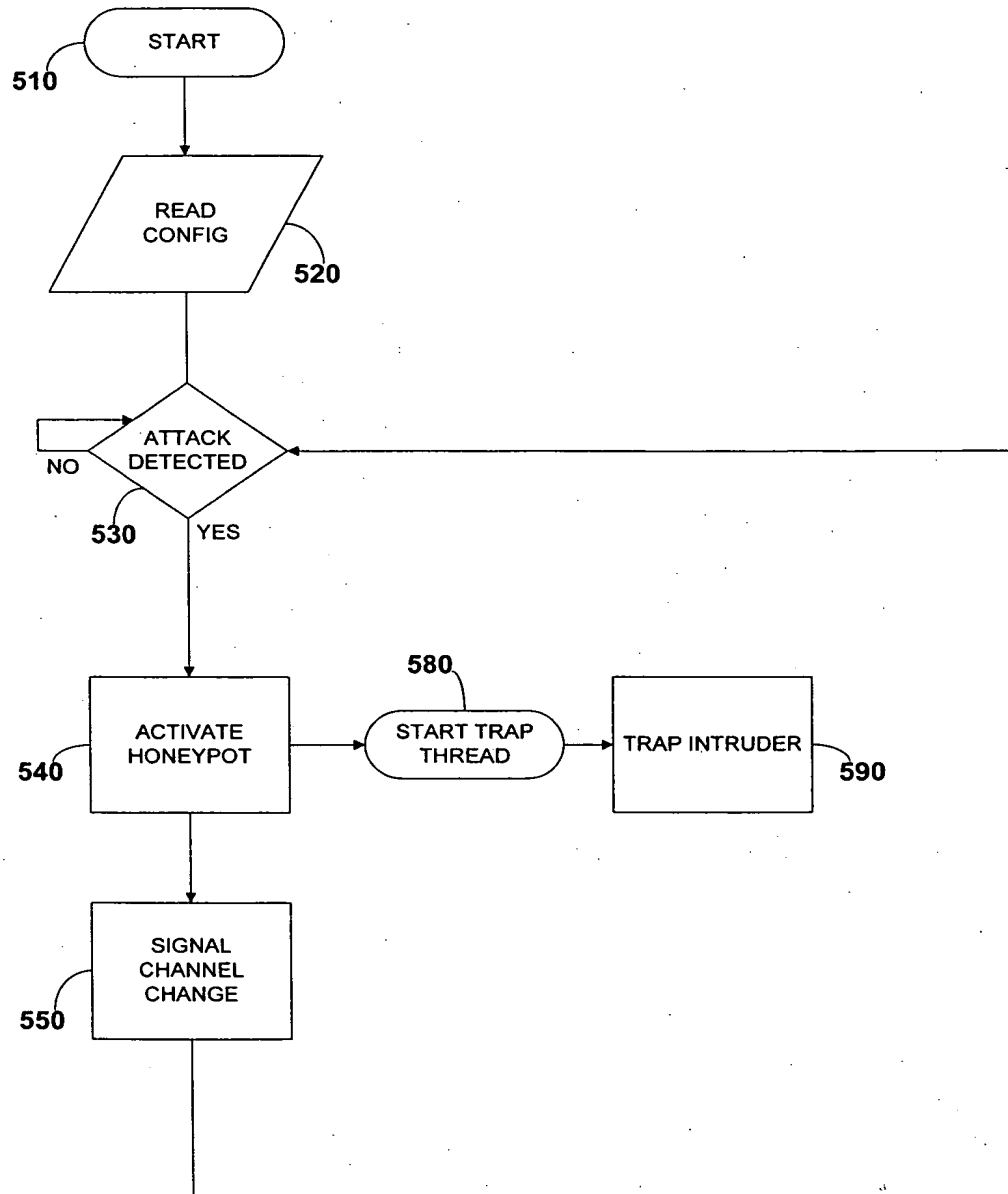 START
510
READ
CONFIG
520
ATTACK
DETECTED
NO
530
YES
580
ACTIVATE
HONEYPOT
START TRAP
THREAD
TRAP INTRUDER
540
590
SIGNAL
CHANNEL
CHANGE
550